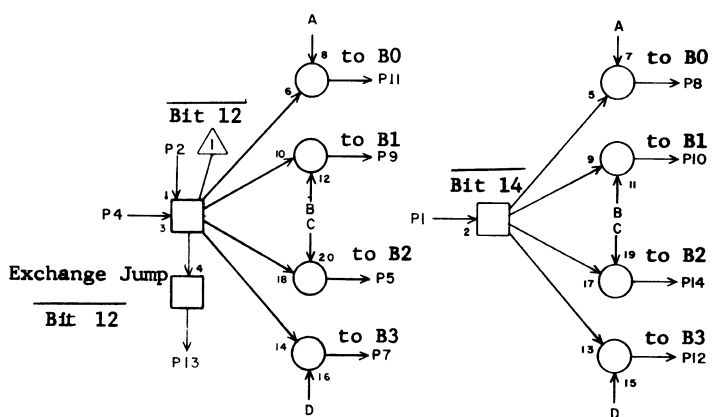 A
8
to B0
6
P11
Bit 12
1
P2
10
to B1
P9
12
1
P4
3
B
C
20
to B2
18
P5
Exchange Jump
4
Bit 12
P13
14
to B3
P7
16
D
A
7
to B0
5
P8
9
to B1
P10
11
Bit 14
P1
2
B
C
19
to B2
17
P14
13
to B3
P12
15
D